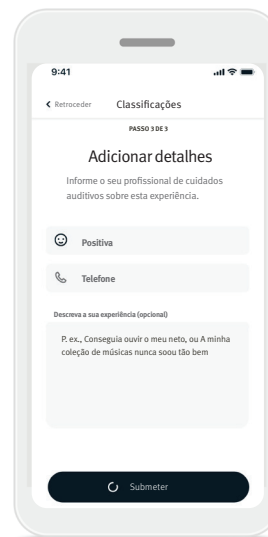 9:41
Retroceder Classificações
PASSO 3 DE 3
Adicionar detalhes
Informe o seu profissional de cuidados
auditivos sobre esta experiência.
Positiva
Telefone
Descreva a sua experiência (opcional)
P. ex., Conseguia ouvir o meu neto, ou A minha
coleção de músicas nunca soou tão bem
Submeter